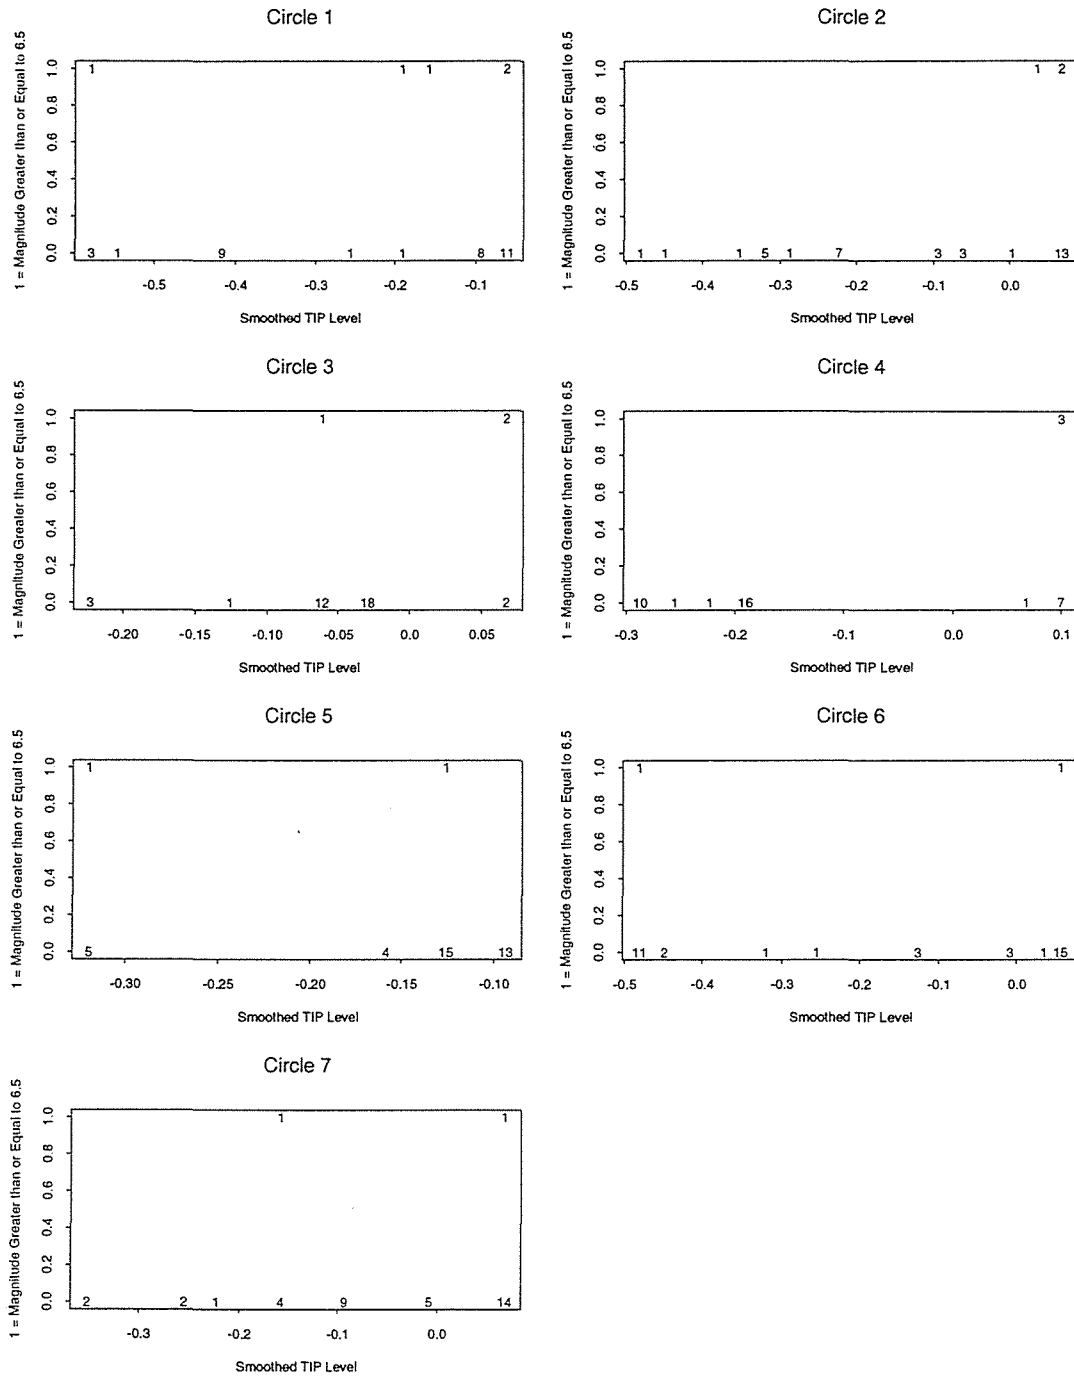 Circle 1
1 = Magnitude Greater than or Equal to 6.5
1.0
0.8
0.6
0.4
0.2
0.0
1 1 1 2
3 1 9 1 1 8 11
-0.5 -0.4 -0.3 -0.2 -0.1
Smoothed TIP Level
Circle 2
1 = Magnitude Greater than or Equal to 6.5
1.0
0.8
0.6
0.4
0.2
0.0
1 2
1 1 1 5 1 7 3 3 1 13
-0.5 -0.4 -0.3 -0.2 -0.1 0.0
Smoothed TIP Level
Circle 3
1 = Magnitude Greater than or Equal to 6.5
1.0
0.8
0.6
0.4
0.2
0.0
1 2
3 1 12 18 2
-0.20 -0.15 -0.10 -0.05 0.0 0.05
Smoothed TIP Level
Circle 4
1 = Magnitude Greater than or Equal to 6.5
1.0
0.8
0.6
0.4
0.2
0.0
3
10 1 1 16 1 7
-0.3 -0.2 -0.1 0.0 0.1
Smoothed TIP Level
Circle 5
1 = Magnitude Greater than or Equal to 6.5
1.0
0.8
0.6
0.4
0.2
0.0
1 1
5 4 15 13
-0.30 -0.25 -0.20 -0.15 -0.10
Smoothed TIP Level
Circle 6
1 = Magnitude Greater than or Equal to 6.5
1.0
0.8
0.6
0.4
0.2
0.0
1 1
11 2 1 1 3 3 1 15
-0.5 -0.4 -0.3 -0.2 -0.1 0.0
Smoothed TIP Level
Circle 7
1 = Magnitude Greater than or Equal to 6.5
1.0
0.8
0.6
0.4
0.2
0.0
1 1
2 2 1 4 9 5 14
-0.3 -0.2 -0.1 0.0
Smoothed TIP Level